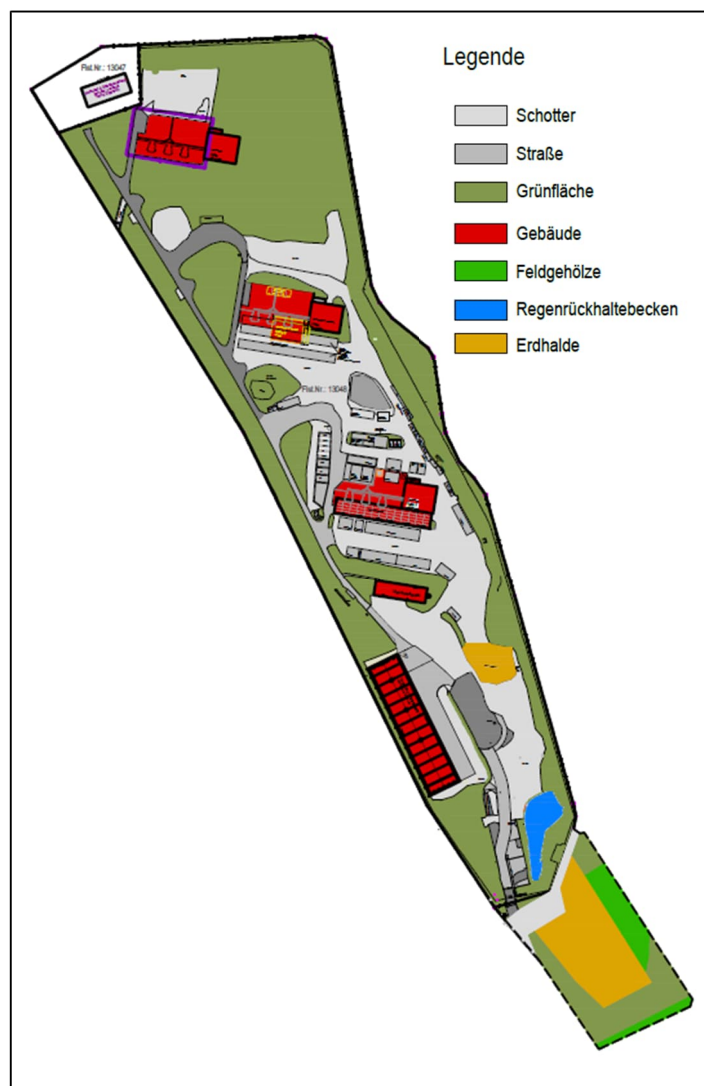 Legende
Flst.Nr.: 13047
Schotter
Straße
Grünfläche
Gebäude
Feldgehölze
Regenrückhaltebecken
Erdhalde
Flst.Nr.: 13048